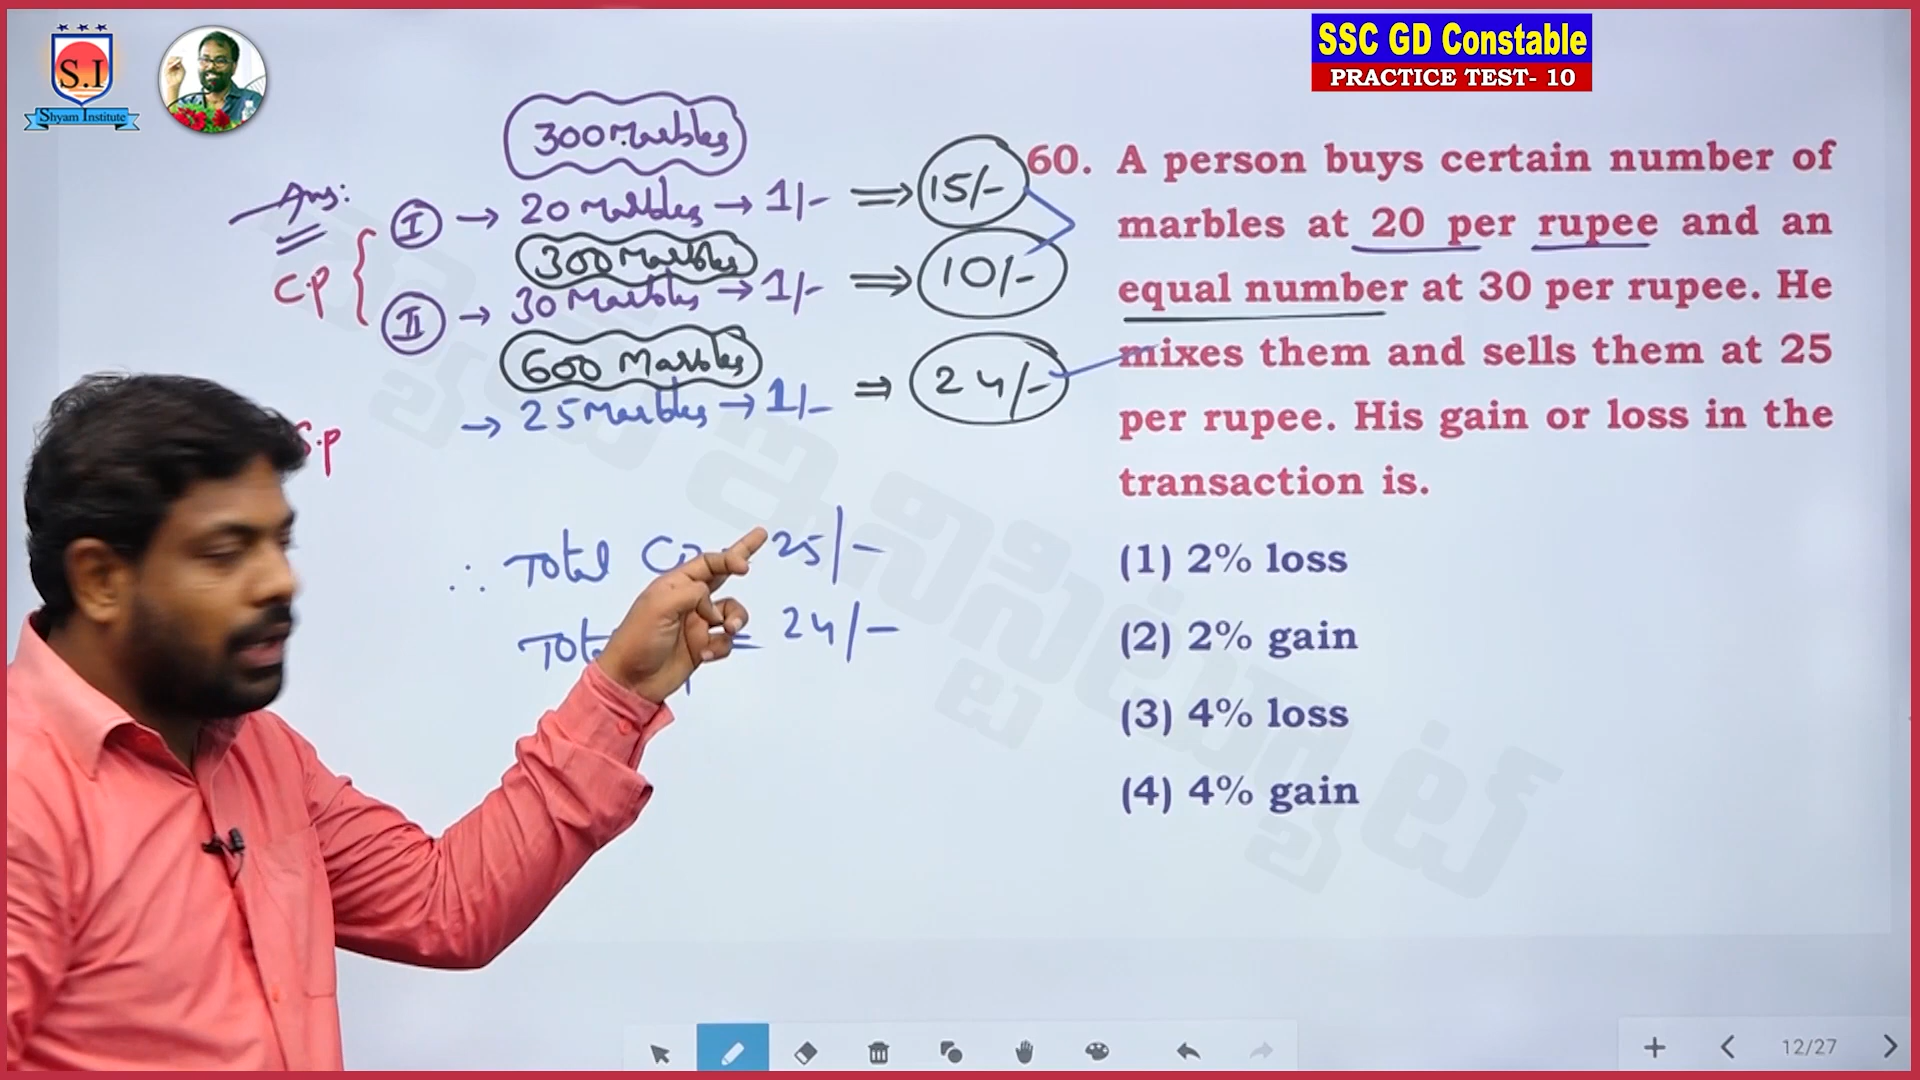 S.I
Shyam Institute
SSC GD Constable
PRACTICE TEST- 10
300 Marbles
Ans:
I → 20 Marbles → 1/- ⇒ 15/-
300 Marbles
C.P
II → 30 Marbles → 1/- ⇒ 10/-
600 Marbles
→ 25 Marbles → 1/- ⇒ 24/-
S.P
∴ Total 25/-
= 24/-
60. A person buys certain number of
marbles at 20 per rupee and an
equal number at 30 per rupee. He
mixes them and sells them at 25
per rupee. His gain or loss in the
transaction is.
(1) 2% loss
(2) 2% gain
(3) 4% loss
(4) 4% gain
12/27